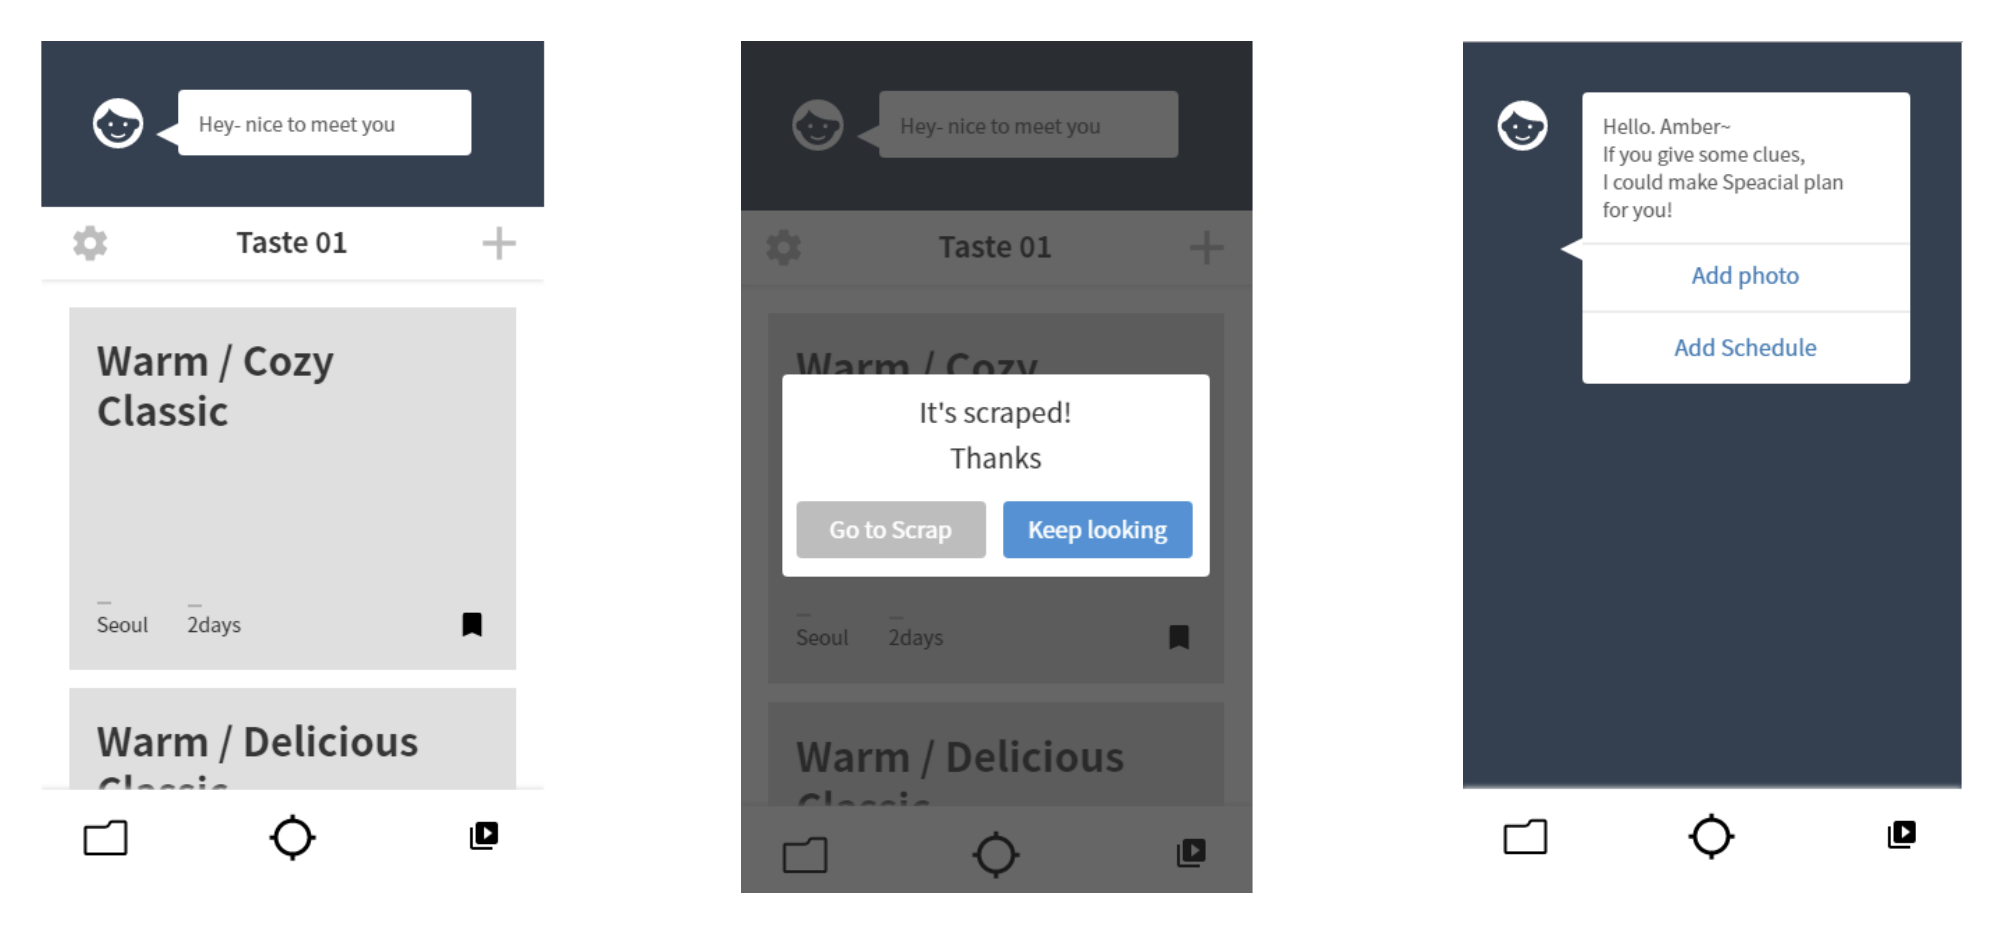 Hey- nice to meet you
Taste 01
Warm / Cozy
Classic
Seoul 2days
Warm / Delicious
Classic
Hey- nice to meet you
Taste 01
Warm / Cozy
It's scraped!
Thanks
Go to Scrap Keep looking
Seoul 2days
Warm / Delicious
Classic
Hello. Amber~
If you give some clues,
I could make Speacial plan
for you!
Add photo
Add Schedule